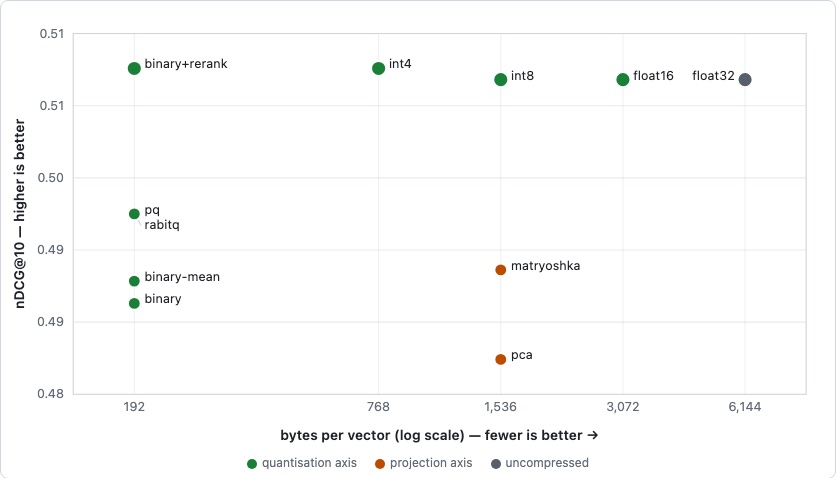 nDCG@10 — higher is better
0.51
0.51
0.50
0.49
0.49
0.48
binary+rerank
int4
int8
float16
float32
pq
rabitq
binary-mean
binary
matryoshka
pca
192
768
1,536
3,072
6,144
bytes per vector (log scale) — fewer is better →
quantisation axis
projection axis
uncompressed